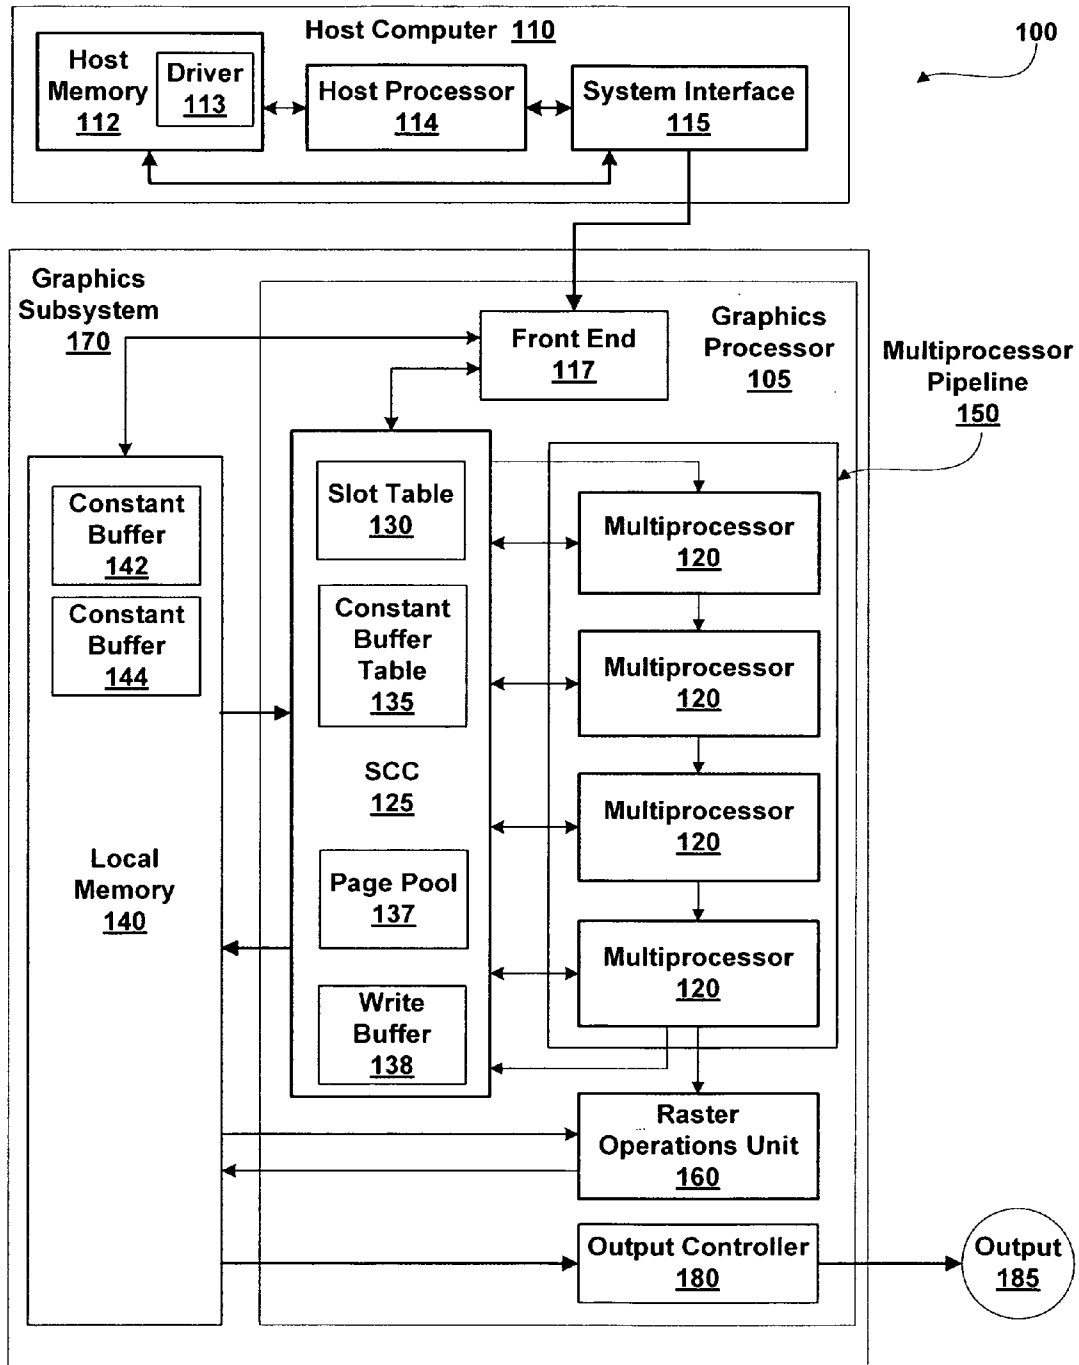 Host Computer 110
100
Host
Memory
112
Driver
113
Host Processor
114
System Interface
115
Graphics
Subsystem
170
Front End
117
Graphics
Processor
105
Multiprocessor
Pipeline
150
Constant
Buffer
142
Constant
Buffer
144
Local
Memory
140
Slot Table
130
Constant
Buffer
Table
135
SCC
125
Page Pool
137
Write
Buffer
138
Multiprocessor
120
Multiprocessor
120
Multiprocessor
120
Multiprocessor
120
Raster
Operations Unit
160
Output Controller
180
Output
185